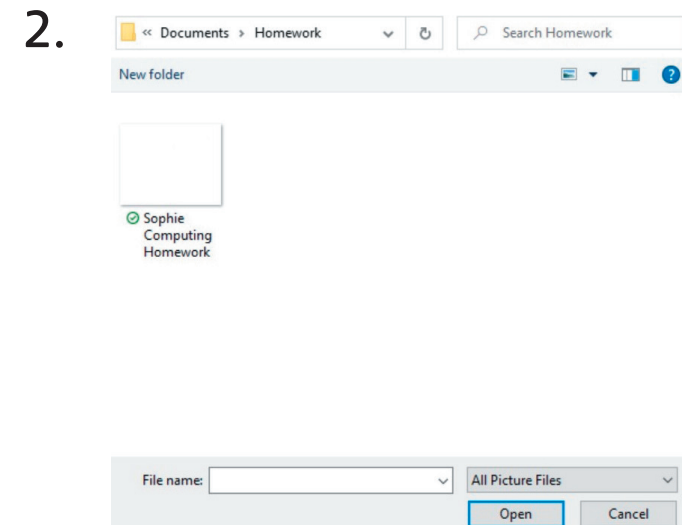 2.
« Documents > Homework
Search Homework
New folder
?
Sophie
Computing
Homework
File name:
All Picture Files
Open
Cancel